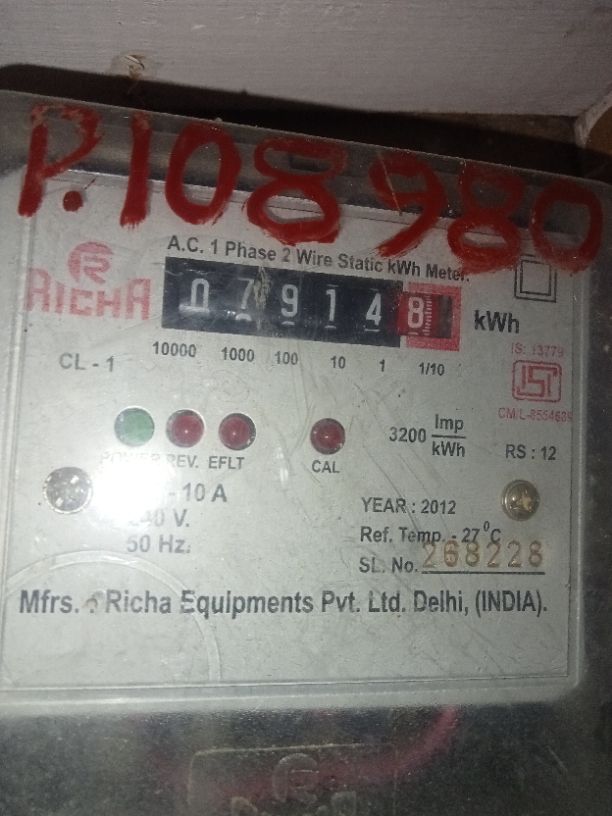 P.108980
A.C. 1 Phase 2 Wire Static kWh Meter.
RICHA
079148 kWh
10000 1000 100 10 1 1/10
CL - 1
IS: 13779
ISI
CM/L-8554689
3200 Imp/kWh
RS : 12
POWER REV. EFLT CAL
- 10 A
240 V.
50 Hz.
YEAR : 2012
Ref. Temp. - 27°C
SL. No. 268228
Mfrs. : Richa Equipments Pvt. Ltd. Delhi, (INDIA).